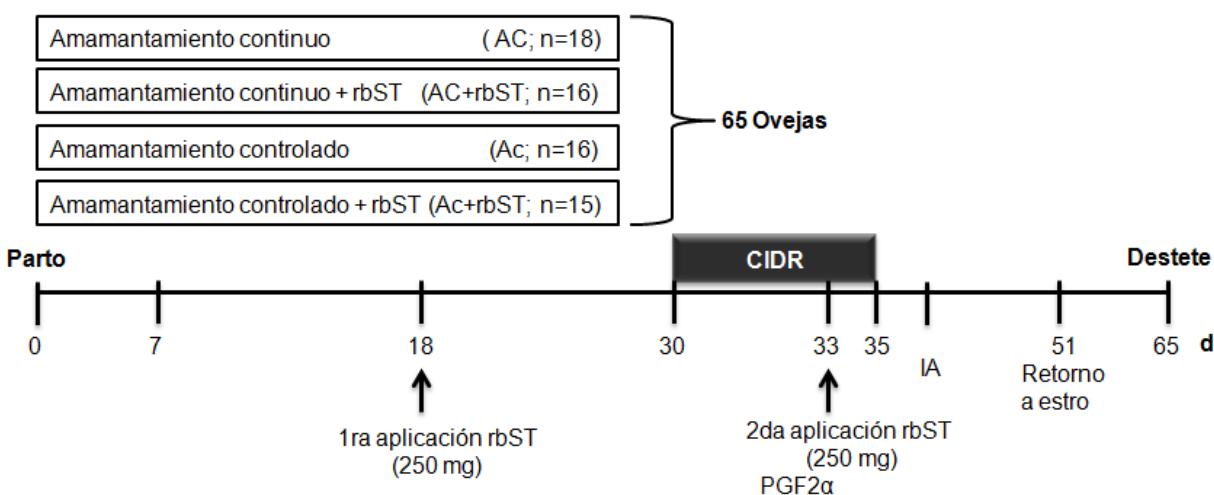 Amamantamiento continuo ( AC; n=18)
Amamantamiento continuo + rbST (AC+rbST; n=16)
Amamantamiento controlado (Ac; n=16)
Amamantamiento controlado + rbST (Ac+rbST; n=15)
65 Ovejas
Parto
CIDR
Destete
0 7 18 30 33 35 51 65 d
IA
Retorno
a estro
1ra aplicación rbST
(250 mg)
2da aplicación rbST
(250 mg)
PGF2α